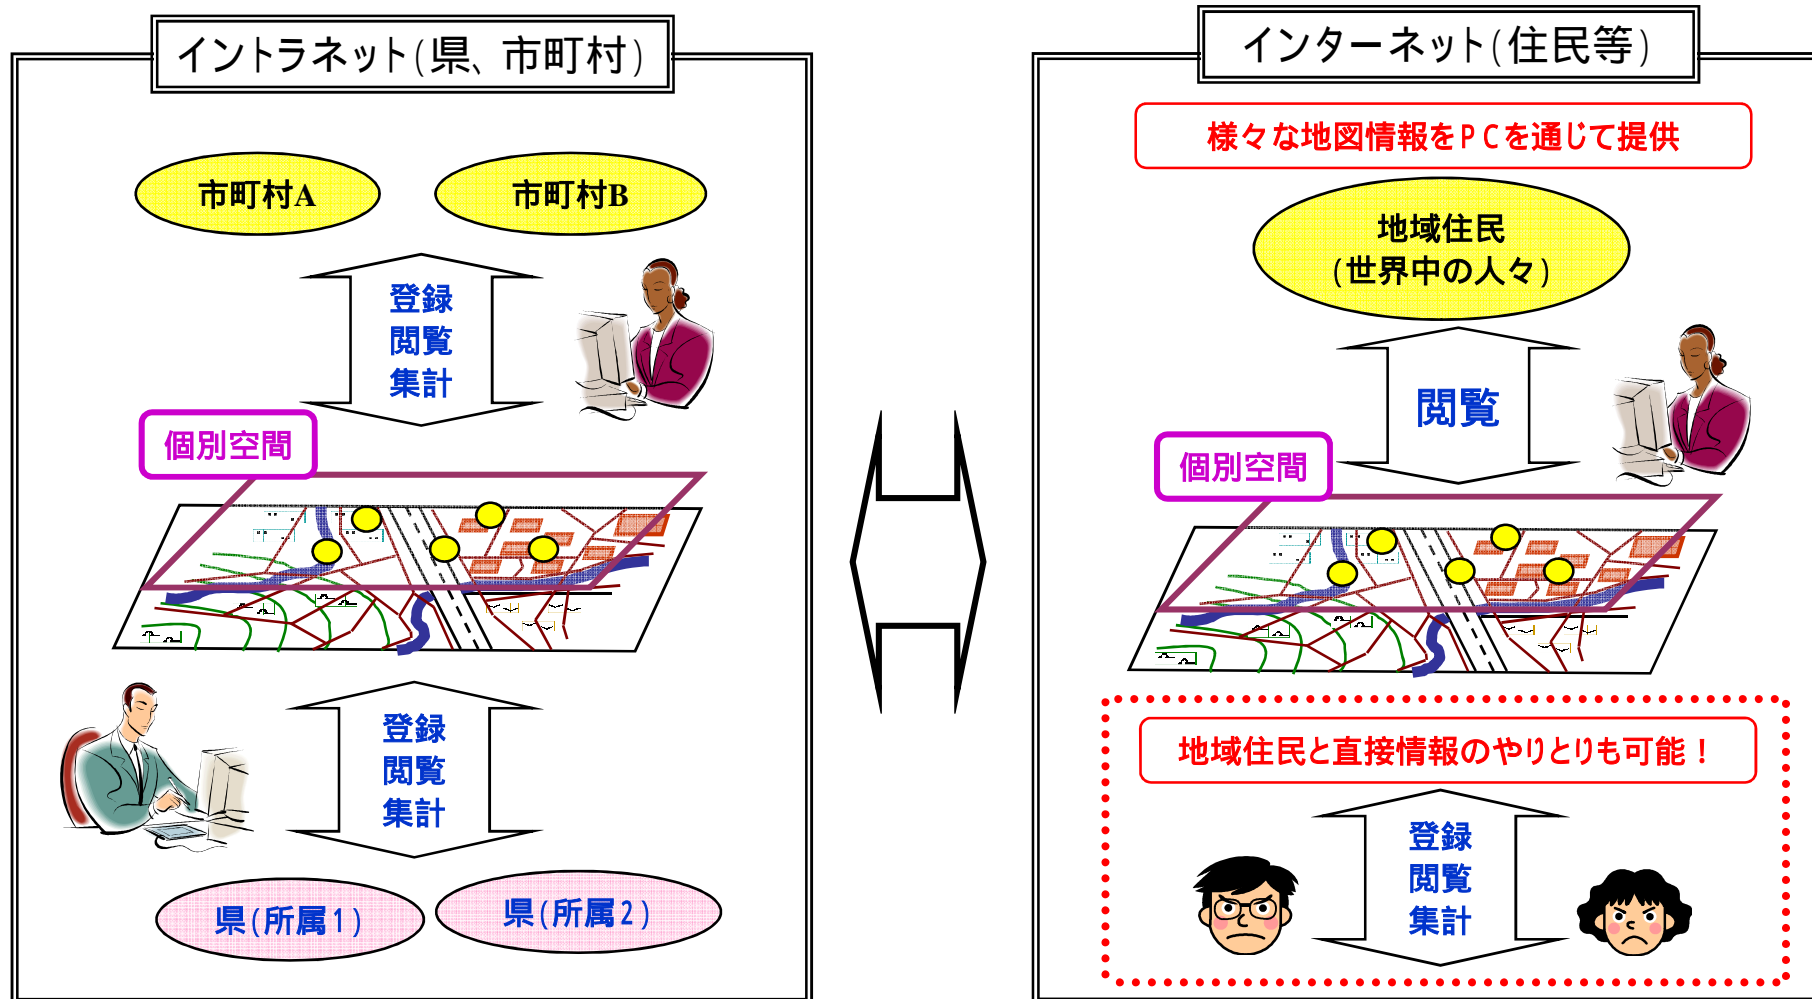 イントラネット(県、市町村)
市町村A
市町村B
登録
閲覧
集計
個別空間
登録
閲覧
集計
県(所属1)
県(所属2)
インターネット(住民等)
様々な地図情報をPCを通じて提供
地域住民
(世界中の人々)
閲覧
個別空間
地域住民と直接情報のやりとりも可能！
登録
閲覧
集計